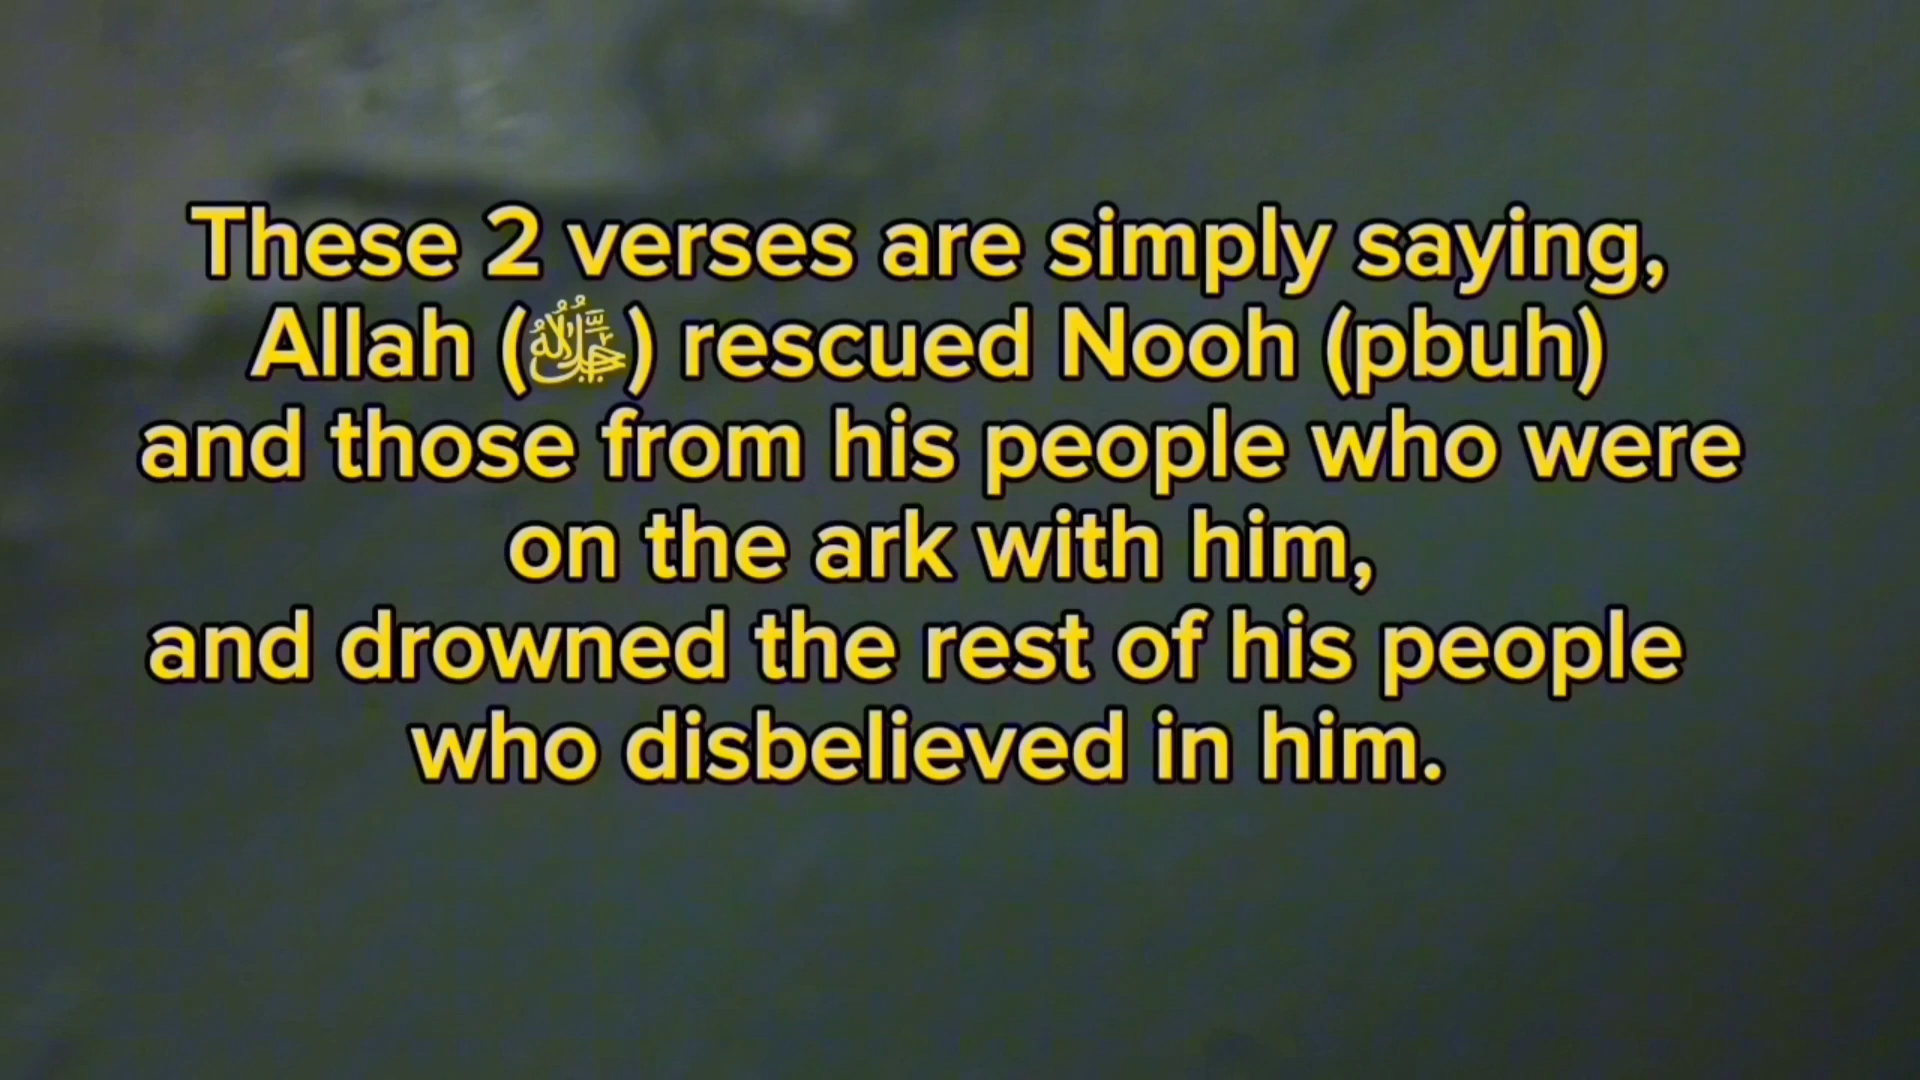 These 2 verses are simply saying,
Allah (ﷻ) rescued Nooh (pbuh)
and those from his people who were
on the ark with him,
and drowned the rest of his people
who disbelieved in him.